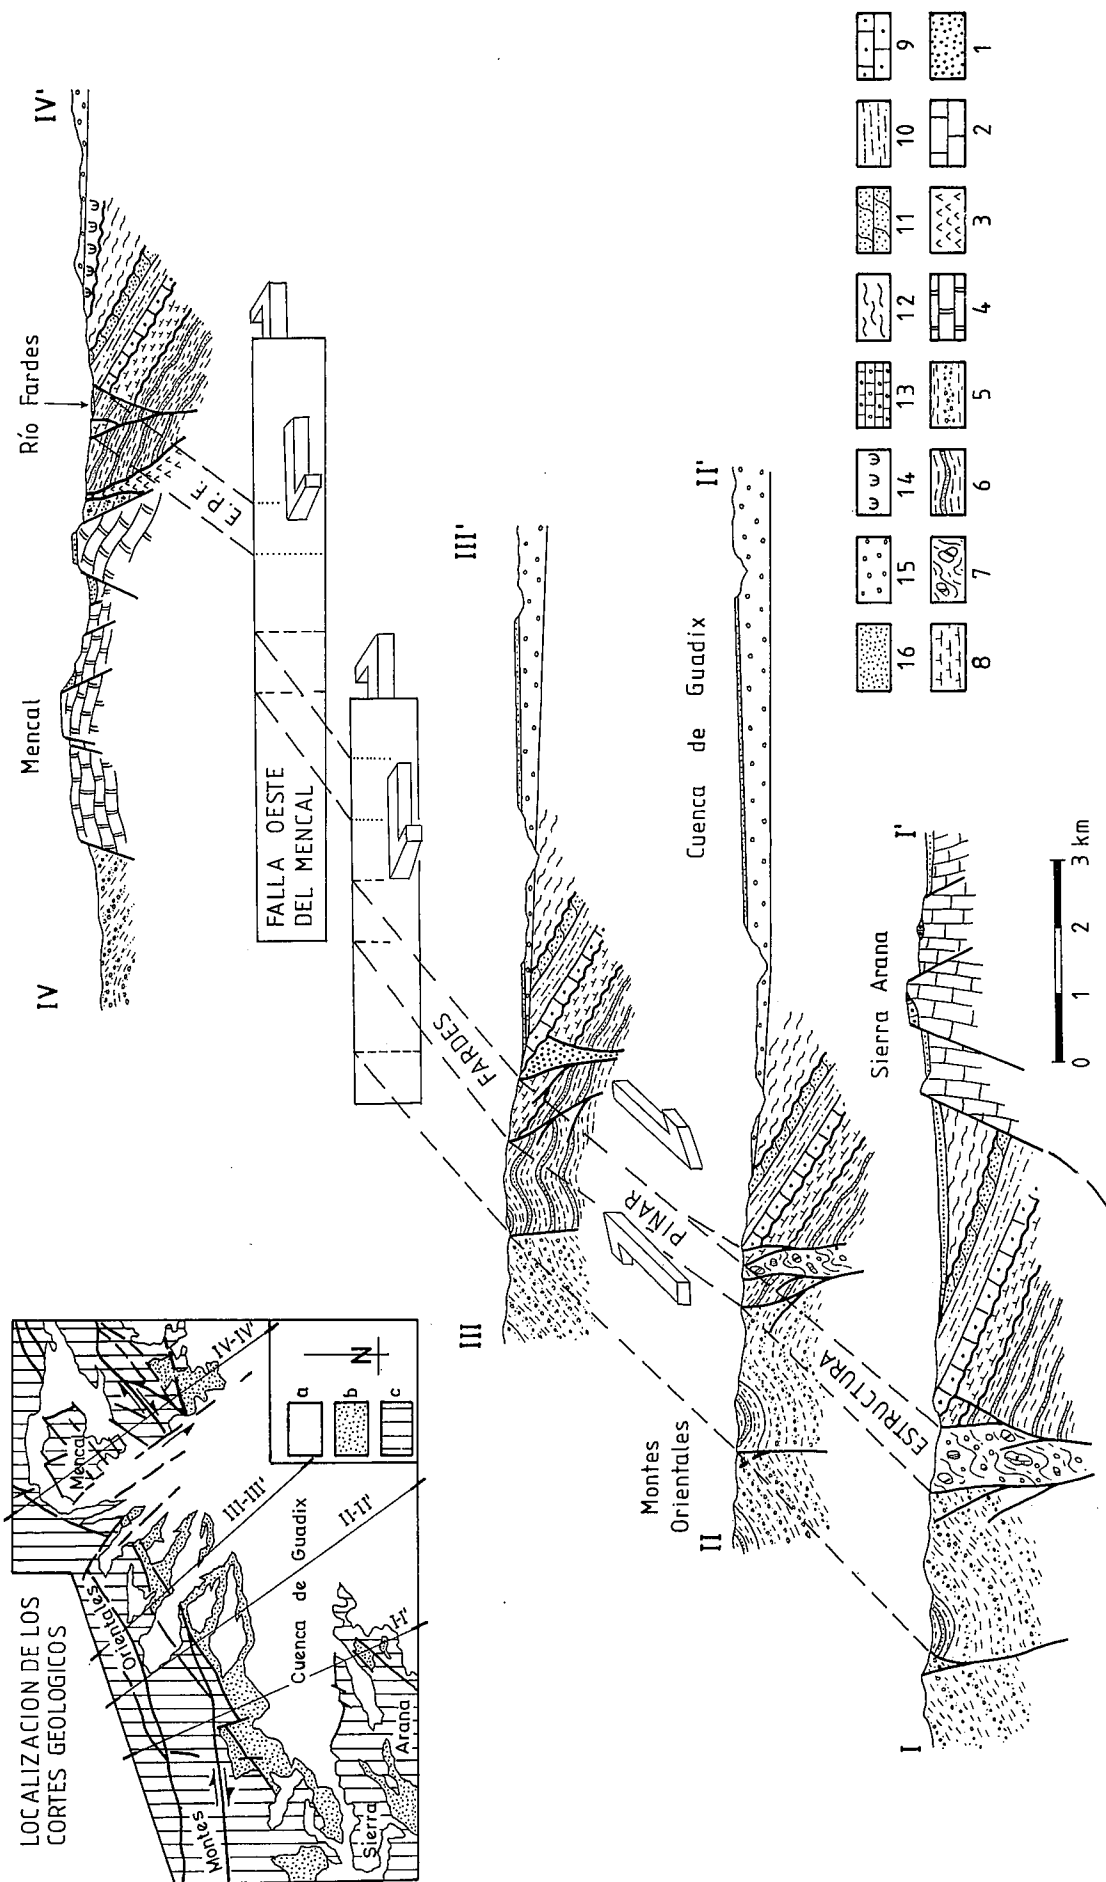 LOCALIZACION DE LOS
CORTES GEOLOGICOS
Montes
Orientales
Mencal
Cuenca de Guadix
Sierra
Arana
I-I'
II-II'
III-III'
IV-IV'
a
b
c
N
IV
Mencal
Río Fardes
IV'
E.P.F.
FALLA OESTE
DEL MENCAL
III
III'
ESTRUCTURA PIÑAR FARDES
II
Montes
Orientales
Cuenca de Guadix
II'
I
Sierra Arana
I'
0 1 2 3 km
16 15 14 13 12 11 10 9
8 7 6 5 4 3 2 1